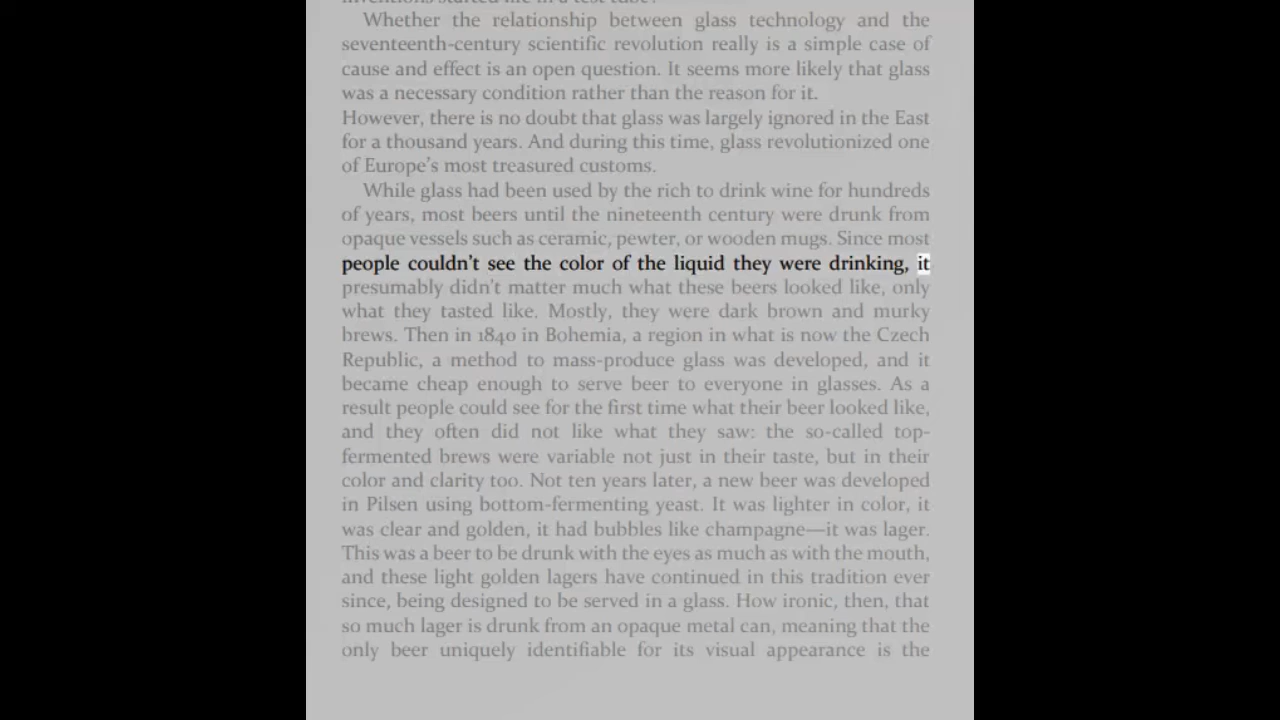 inventions started life in a test tube?
Whether the relationship between glass technology and the
seventeenth-century scientific revolution really is a simple case of
cause and effect is an open question. It seems more likely that glass
was a necessary condition rather than the reason for it.
However, there is no doubt that glass was largely ignored in the East
for a thousand years. And during this time, glass revolutionized one
of Europe’s most treasured customs.
While glass had been used by the rich to drink wine for hundreds
of years, most beers until the nineteenth century were drunk from
opaque vessels such as ceramic, pewter, or wooden mugs. Since most
people couldn’t see the color of the liquid they were drinking, it
presumably didn’t matter much what these beers looked like, only
what they tasted like. Mostly, they were dark brown and murky
brews. Then in 1840 in Bohemia, a region in what is now the Czech
Republic, a method to mass-produce glass was developed, and it
became cheap enough to serve beer to everyone in glasses. As a
result people could see for the first time what their beer looked like,
and they often did not like what they saw: the so-called top-
fermented brews were variable not just in their taste, but in their
color and clarity too. Not ten years later, a new beer was developed
in Pilsen using bottom-fermenting yeast. It was lighter in color, it
was clear and golden, it had bubbles like champagne—it was lager.
This was a beer to be drunk with the eyes as much as with the mouth,
and these light golden lagers have continued in this tradition ever
since, being designed to be served in a glass. How ironic, then, that
so much lager is drunk from an opaque metal can, meaning that the
only beer uniquely identifiable for its visual appearance is the